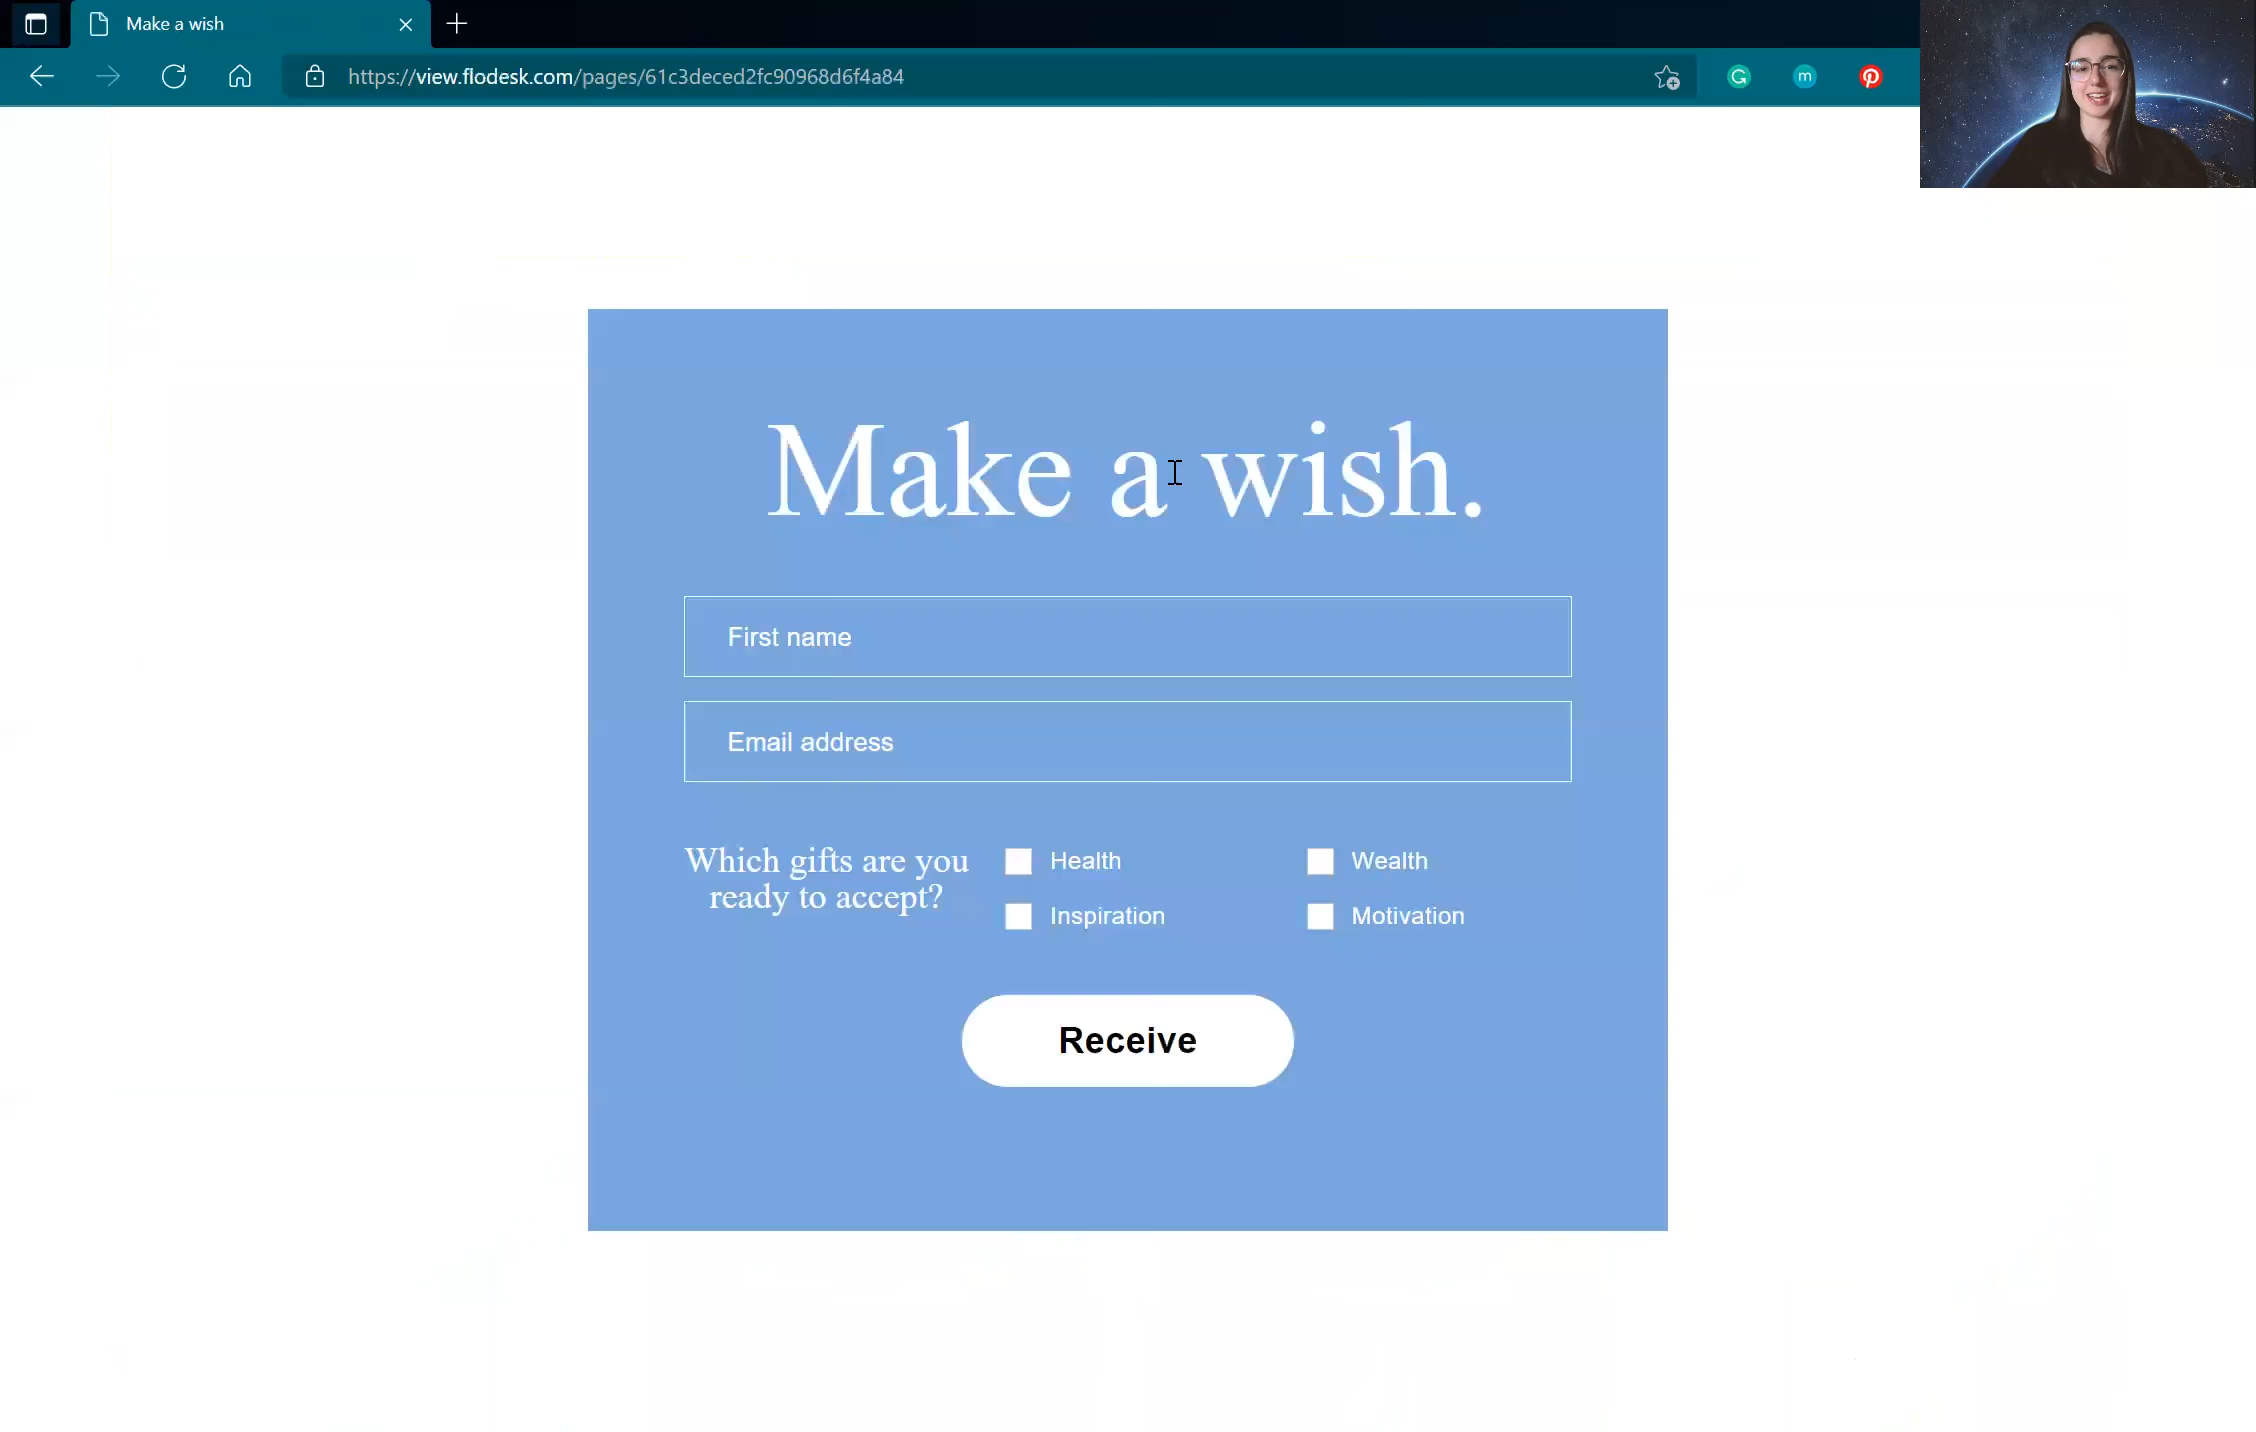 Make a wish
https://view.flodesk.com/pages/61c3deced2fc90968d6f4a84
G
m
Make a wish.
First name
Email address
Which gifts are you
ready to accept?
Health
Wealth
Inspiration
Motivation
Receive